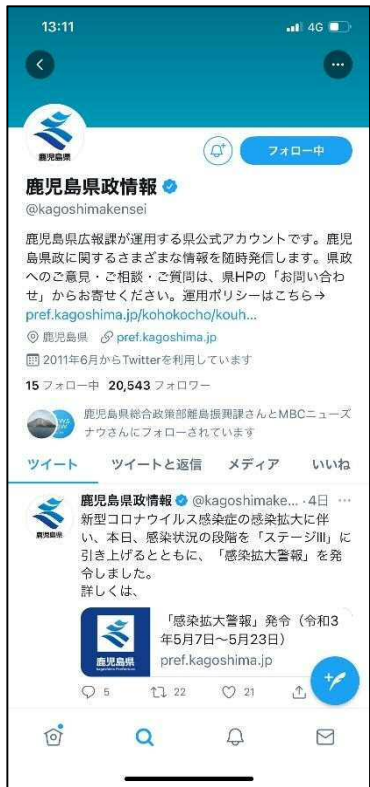 13:11
4G
鹿児島県
フォロー中
鹿児島県政情報
@kagoshimakensei
鹿児島県広報課が運用する県公式アカウントです。鹿児
島県政に関するさまざまな情報を随時発信します。県政
へのご意見・ご相談・ご質問は、県HPの「お問い合わ
せ」からお寄せください。運用ポリシーはこちら→
pref.kagoshima.jp/kohokocho/kouh...
鹿児島県 pref.kagoshima.jp
2011年6月からTwitterを利用しています
15 フォロー中 20,543 フォロワー
鹿児島県総合政策部離島振興課さんとMBCニューズ
ナウさんにフォローされています
ツイート ツイートと返信 メディア いいね
鹿児島県政情報 @kagoshimake... · 4日
鹿児島県
新型コロナウイルス感染症の感染拡大に伴
い、本日、感染状況の段階を「ステージⅢ」に
引き上げるとともに、「感染拡大警報」を発
令しました。
詳しくは、
「感染拡大警報」発令（令和3
年5月7日～5月23日）
鹿児島県
pref.kagoshima.jp
5 22 21